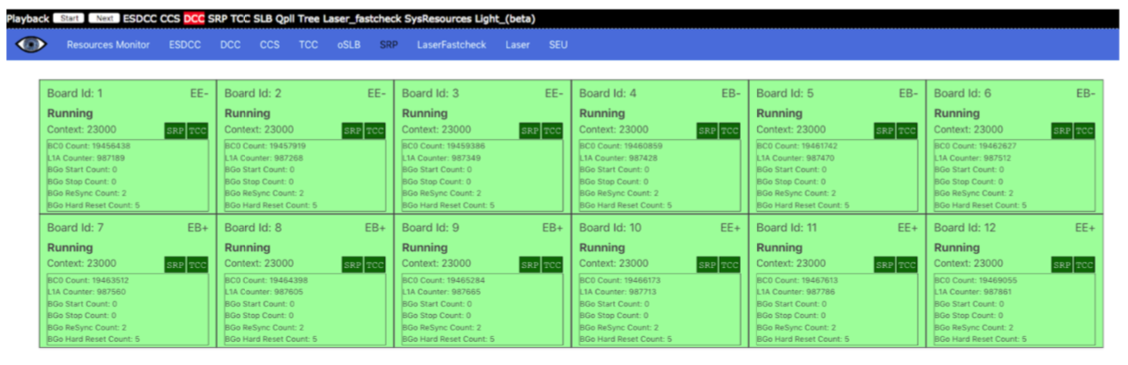 Playback Start Next ESDCC CCS DCC SRP TCC SLB Qpll Tree Laser_fastcheck SysResources Light_(beta)
Resources Monitor ESDCC DCC CCS TCC oSLB SRP LaserFastcheck Laser SEU
Board Id: 1 EE-
Running
Context: 23000 SRP TCC
BC0 Count: 19456438
L1A Counter: 987189
BGo Start Count: 0
BGo Stop Count: 0
BGo ReSync Count: 2
BGo Hard Reset Count: 5
Board Id: 2 EE-
Running
Context: 23000 SRP TCC
BC0 Count: 19457919
L1A Counter: 987268
BGo Start Count: 0
BGo Stop Count: 0
BGo ReSync Count: 2
BGo Hard Reset Count: 5
Board Id: 3 EE-
Running
Context: 23000 SRP TCC
BC0 Count: 19459386
L1A Counter: 987349
BGo Start Count: 0
BGo Stop Count: 0
BGo ReSync Count: 2
BGo Hard Reset Count: 5
Board Id: 4 EB-
Running
Context: 23000 SRP TCC
BC0 Count: 19460859
L1A Counter: 987428
BGo Start Count: 0
BGo Stop Count: 0
BGo ReSync Count: 2
BGo Hard Reset Count: 5
Board Id: 5 EB-
Running
Context: 23000 SRP TCC
BC0 Count: 19461742
L1A Counter: 987470
BGo Start Count: 0
BGo Stop Count: 0
BGo ReSync Count: 2
BGo Hard Reset Count: 5
Board Id: 6 EB-
Running
Context: 23000 SRP TCC
BC0 Count: 19462627
L1A Counter: 987512
BGo Start Count: 0
BGo Stop Count: 0
BGo ReSync Count: 2
BGo Hard Reset Count: 5
Board Id: 7 EB+
Running
Context: 23000 SRP TCC
BC0 Count: 19463512
L1A Counter: 987560
BGo Start Count: 0
BGo Stop Count: 0
BGo ReSync Count: 2
BGo Hard Reset Count: 5
Board Id: 8 EB+
Running
Context: 23000 SRP TCC
BC0 Count: 19464398
L1A Counter: 987605
BGo Start Count: 0
BGo Stop Count: 0
BGo ReSync Count: 2
BGo Hard Reset Count: 5
Board Id: 9 EB+
Running
Context: 23000 SRP TCC
BC0 Count: 19465284
L1A Counter: 987665
BGo Start Count: 0
BGo Stop Count: 0
BGo ReSync Count: 2
BGo Hard Reset Count: 5
Board Id: 10 EE+
Running
Context: 23000 SRP TCC
BC0 Count: 19466173
L1A Counter: 987713
BGo Start Count: 0
BGo Stop Count: 0
BGo ReSync Count: 2
BGo Hard Reset Count: 5
Board Id: 11 EE+
Running
Context: 23000 SRP TCC
BC0 Count: 19467613
L1A Counter: 987786
BGo Start Count: 0
BGo Stop Count: 0
BGo ReSync Count: 2
BGo Hard Reset Count: 5
Board Id: 12 EE+
Running
Context: 23000 SRP TCC
BC0 Count: 19469055
L1A Counter: 987861
BGo Start Count: 0
BGo Stop Count: 0
BGo ReSync Count: 2
BGo Hard Reset Count: 5